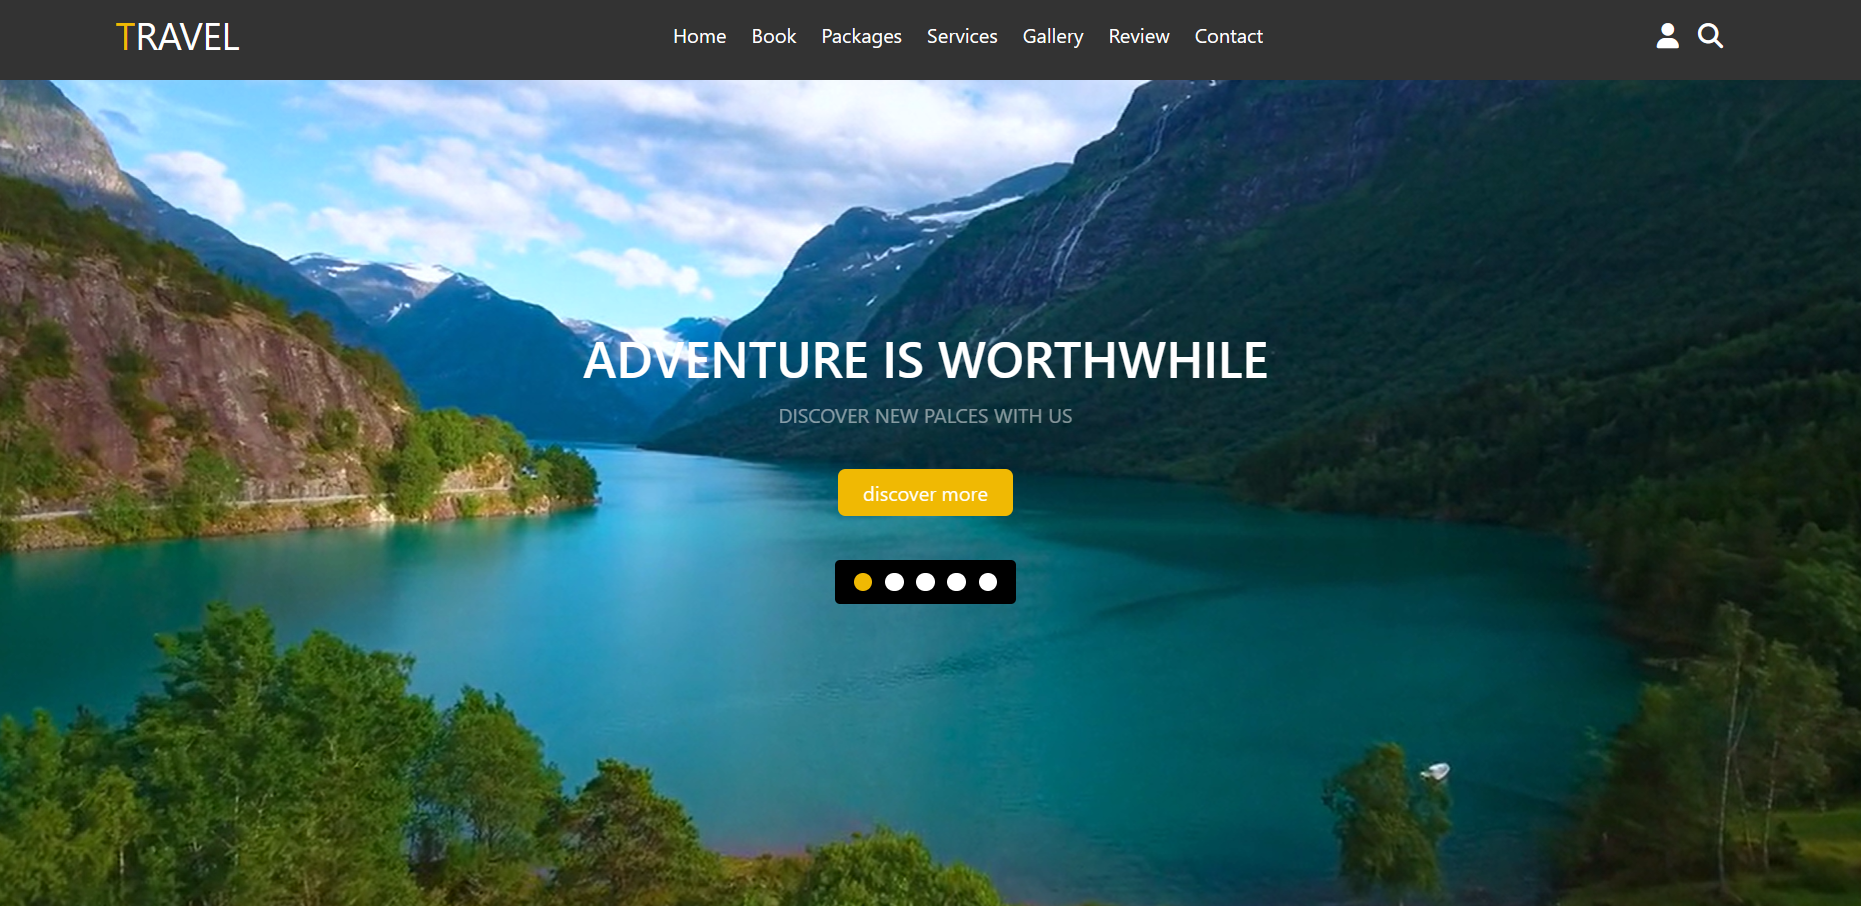 TRAVEL
Home Book Packages Services Gallery Review Contact
ADVENTURE IS WORTHWHILE
DISCOVER NEW PALCES WITH US
discover more